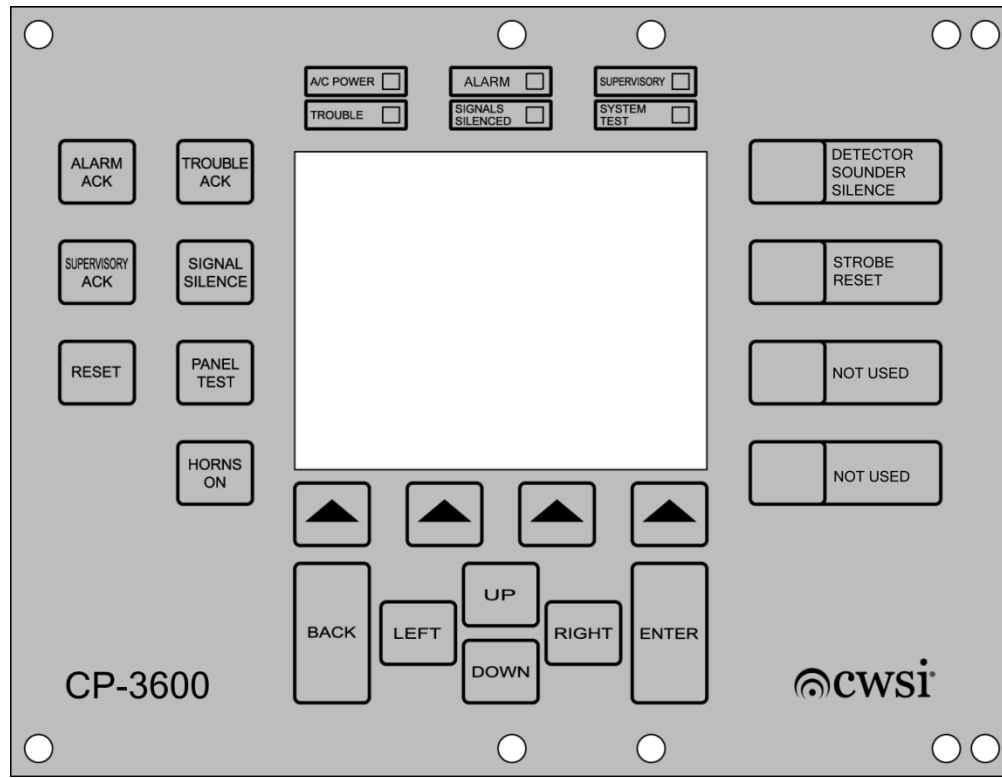 A/C POWER
ALARM
SUPERVISORY
TROUBLE
SIGNALS
SILENCED
SYSTEM
TEST
ALARM
ACK
TROUBLE
ACK
DETECTOR
SOUNDER
SILENCE
SUPERVISORY
ACK
SIGNAL
SILENCE
STROBE
RESET
RESET
PANEL
TEST
NOT USED
HORNS
ON
NOT USED
BACK
LEFT
UP
DOWN
RIGHT
ENTER
CP-3600
cwsi